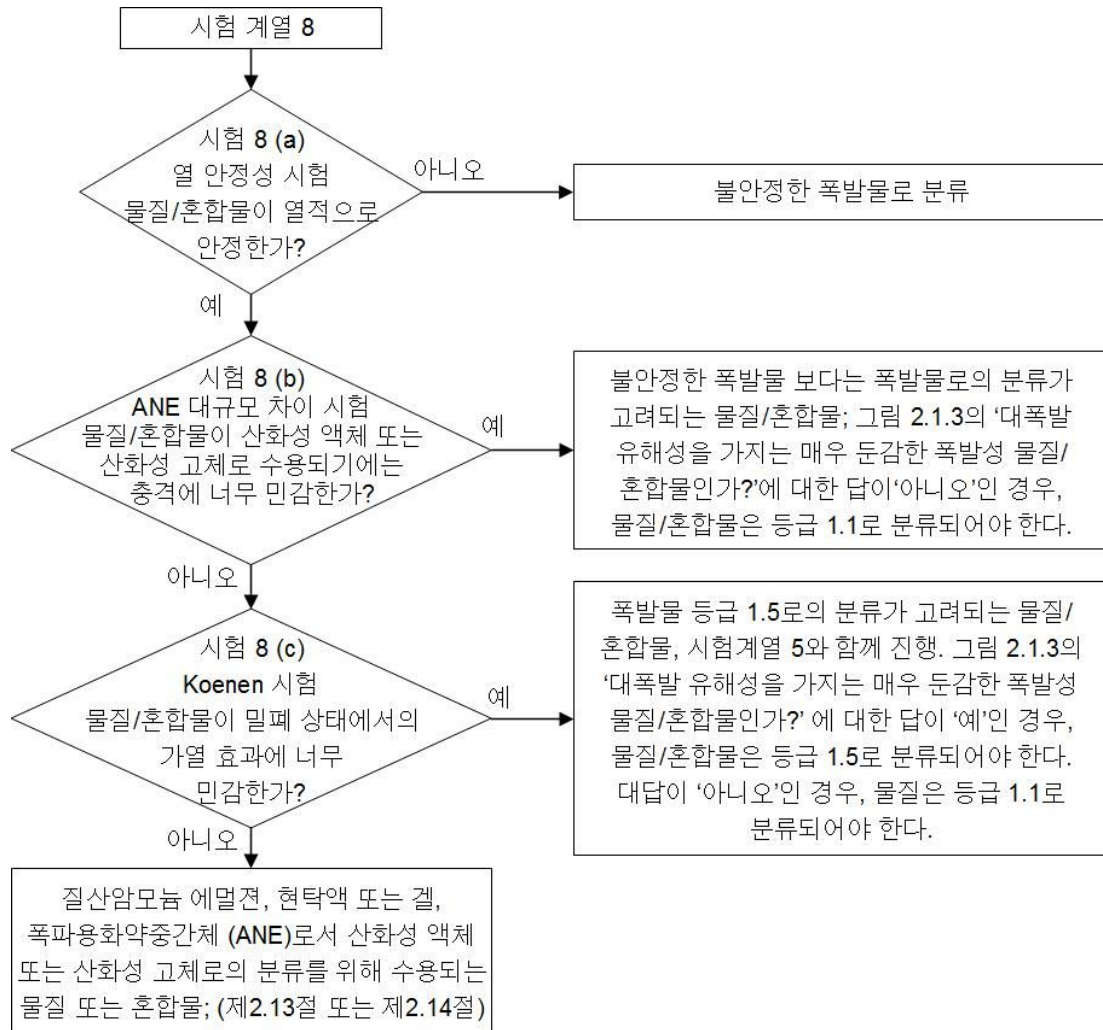 시험 계열 8
시험 8 (a)
열 안정성 시험
물질/혼합물이 열적으로
안정한가?
아니오
불안정한 폭발물로 분류
예
시험 8 (b)
ANE 대규모 차이 시험
물질/혼합물이 산화성 액체 또는
산화성 고체로 수용되기에는
충격에 너무 민감한가?
예
불안정한 폭발물 보다는 폭발물로의 분류가
고려되는 물질/혼합물; 그림 2.1.3의 ‘대폭발
유해성을 가지는 매우 둔감한 폭발성 물질/
혼합물인가?’에 대한 답이‘아니오’인 경우,
물질/혼합물은 등급 1.1로 분류되어야 한다.
아니오
시험 8 (c)
Koenen 시험
물질/혼합물이 밀폐 상태에서의
가열 효과에 너무
민감한가?
예
폭발물 등급 1.5로의 분류가 고려되는 물질/
혼합물, 시험계열 5와 함께 진행. 그림 2.1.3의
‘대폭발 유해성을 가지는 매우 둔감한 폭발성
물질/혼합물인가?’ 에 대한 답이 ‘예’인 경우,
물질/혼합물은 등급 1.5로 분류되어야 한다.
대답이 ‘아니오’인 경우, 물질은 등급 1.1로
분류되어야 한다.
아니오
질산암모늄 에멀젼, 현탁액 또는 겔,
폭파용화약중간체 (ANE)로서 산화성 액체
또는 산화성 고체로의 분류를 위해 수용되는
물질 또는 혼합물; (제2.13절 또는 제2.14절)